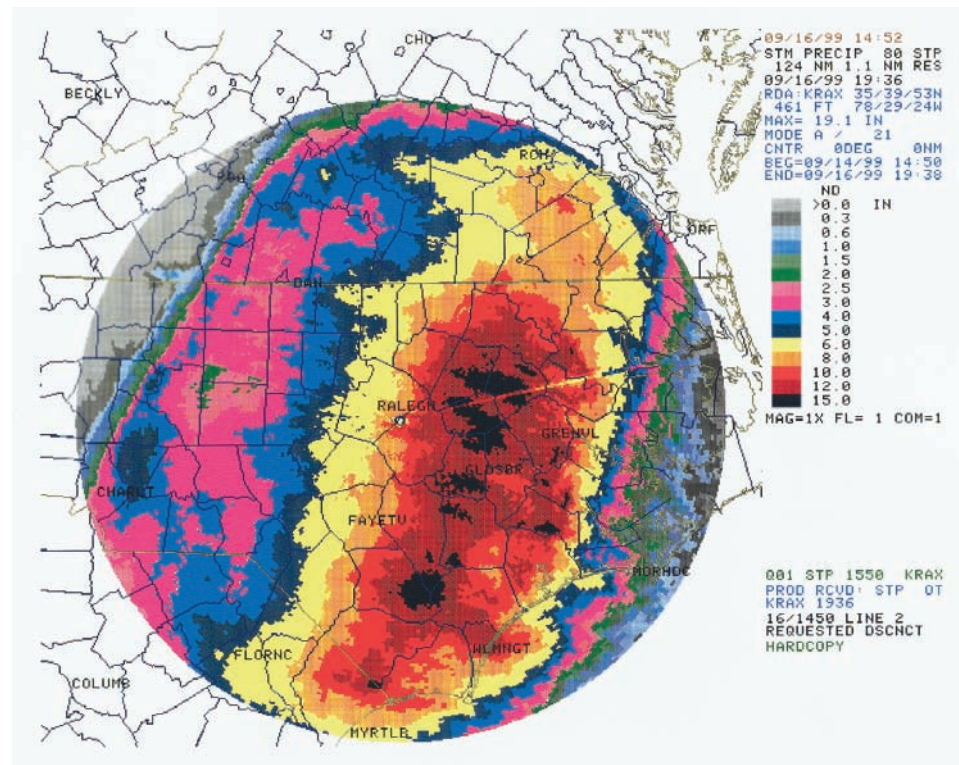 09/16/99 14:52
STM PRECIP 80 STP
124 NM 1.1 NM RES
09/16/99 19:36
RDA:KRAX 35/39/53N
461 FT 78/29/24W
MAX= 19.1 IN
MODE A / 21
CNTR 0DEG 0NM
BEG=09/14/99 14:50
END=09/16/99 19:38
ND
>0.0 IN
0.3
0.6
1.0
1.5
2.0
2.5
3.0
4.0
5.0
6.0
8.0
10.0
12.0
15.0
MAG=1X FL= 1 COM=1
Q01 STP 1550 KRAX
PROD RCVD: STP OT
KRAX 1936
16/1450 LINE 2
REQUESTED DSCNCT
HARDCOPY
CHO
BECKLY
ORF
DAN
RALEGH
GRENVL
GLDSBR
CHARLT
FAYETV
MORHDC
FLORNC
WLMNGT
COLUMB
MYRTLB